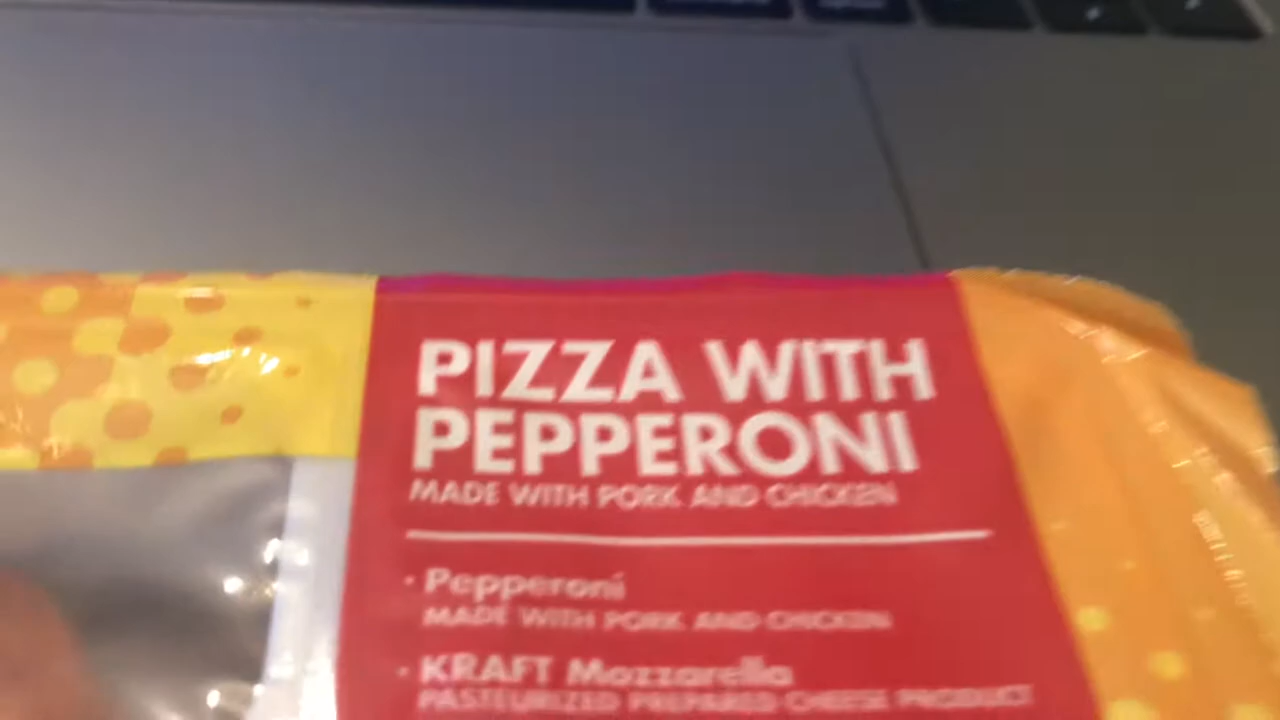 PIZZA WITH
PEPPERONI
MADE WITH PORK AND CHICKEN
· Pepperoni
MADE WITH PORK AND CHICKEN
· KRAFT Mozzarella
PASTEURIZED PREPARED CHEESE PRODUCT